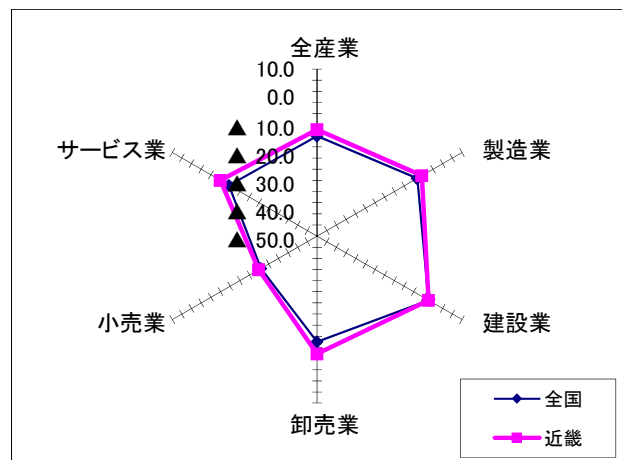 全産業
10.0
0.0
▲ 10.0
▲ 20.0
▲ 30.0
▲ 40.0
▲ 50.0
サービス業
製造業
小売業
建設業
卸売業
全国
近畿